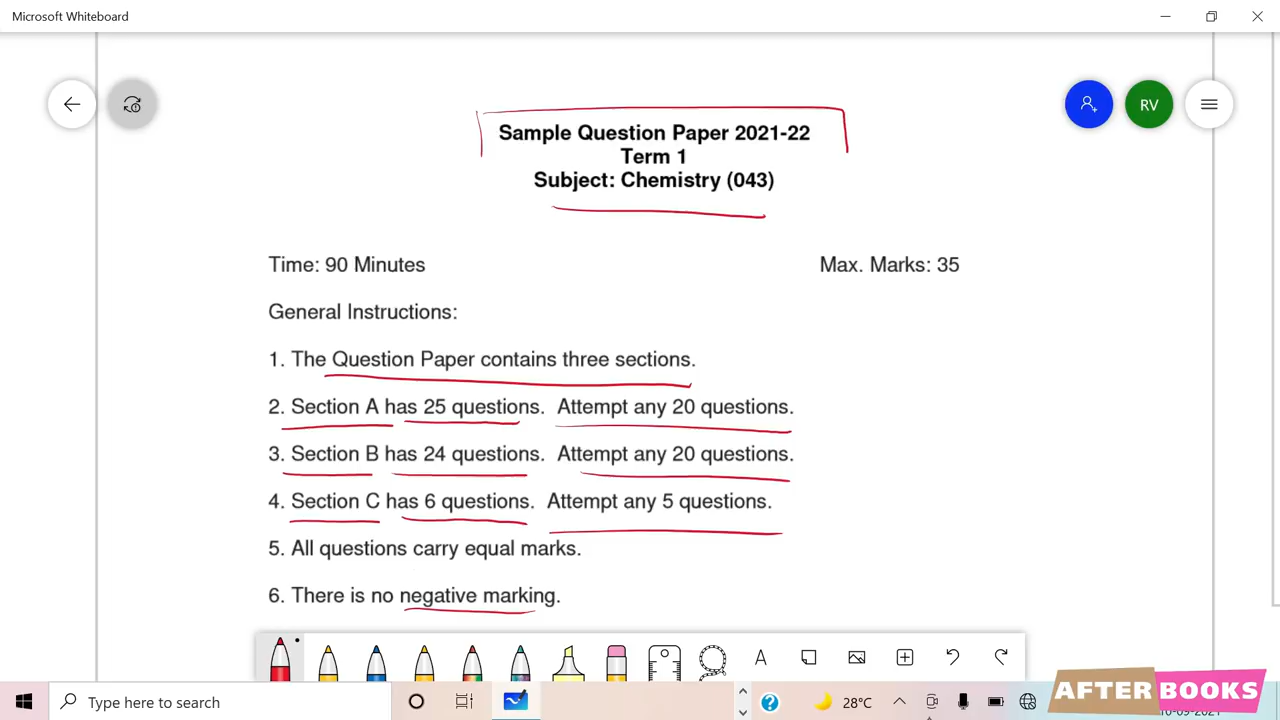 Microsoft Whiteboard
RV
Sample Question Paper 2021-22
Term 1
Subject: Chemistry (043)
Time: 90 Minutes
Max. Marks: 35
General Instructions:
1. The Question Paper contains three sections.
2. Section A has 25 questions. Attempt any 20 questions.
3. Section B has 24 questions. Attempt any 20 questions.
4. Section C has 6 questions. Attempt any 5 questions.
5. All questions carry equal marks.
6. There is no negative marking.
A
Type here to search
28°C
AFTER BOOKS